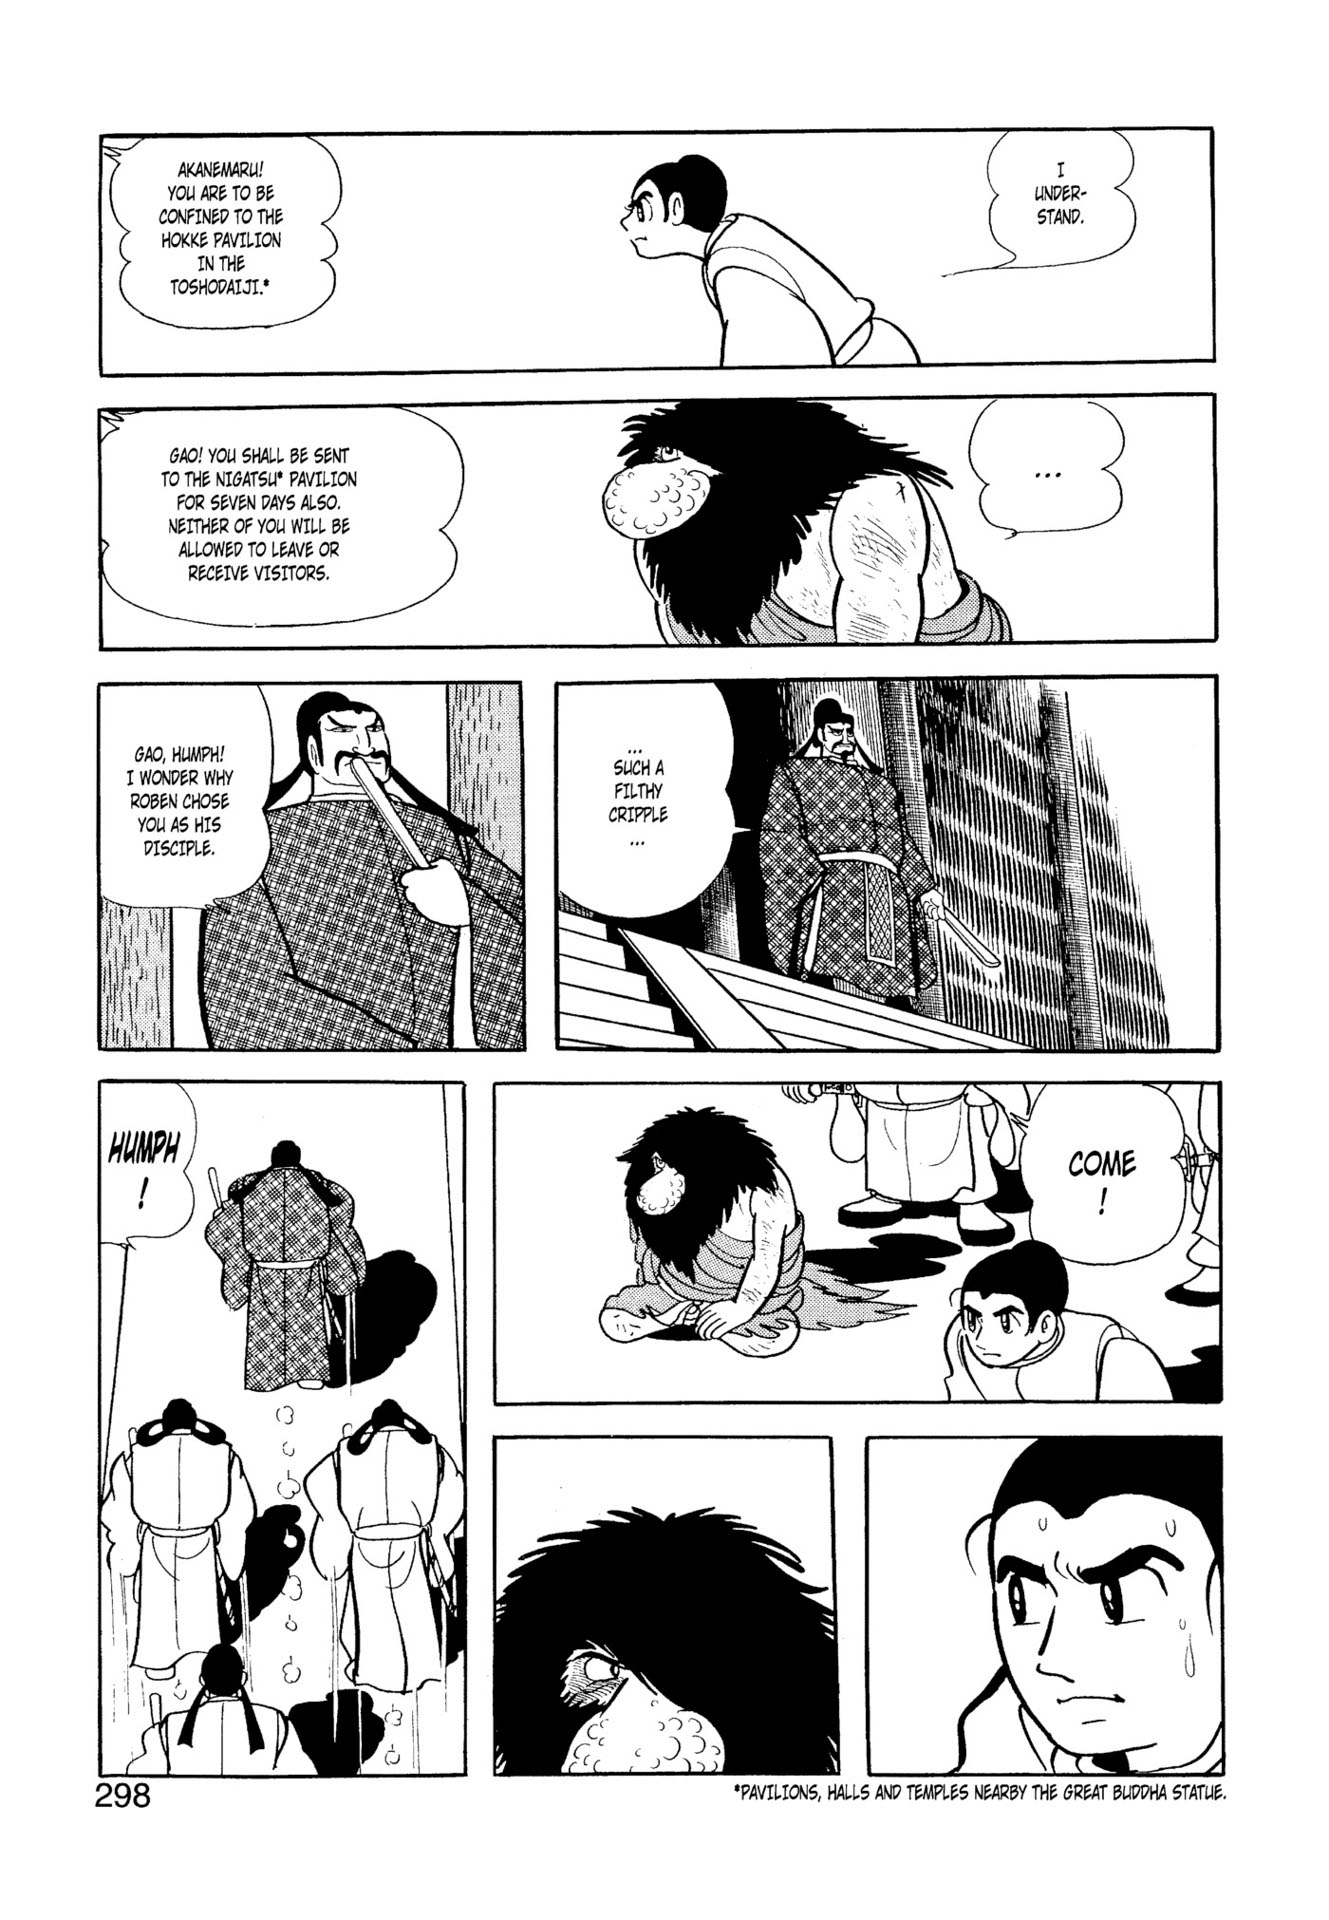 AKANEMARU!
YOU ARE TO BE
CONFINED TO THE
HOKKE PAVILION
IN THE
TOSHODAIJI.*
I
UNDER-
STAND.
GAO! YOU SHALL BE SENT
TO THE NIGATSU* PAVILION
FOR SEVEN DAYS ALSO.
NEITHER OF YOU WILL BE
ALLOWED TO LEAVE OR
RECEIVE VISITORS.
...
GAO, HUMPH!
I WONDER WHY
ROBEN CHOSE
YOU AS HIS
DISCIPLE.
...
SUCH A
FILTHY
CRIPPLE
...
HUMPH
!
COME
!
298
*PAVILIONS, HALLS AND TEMPLES NEARBY THE GREAT BUDDHA STATUE.